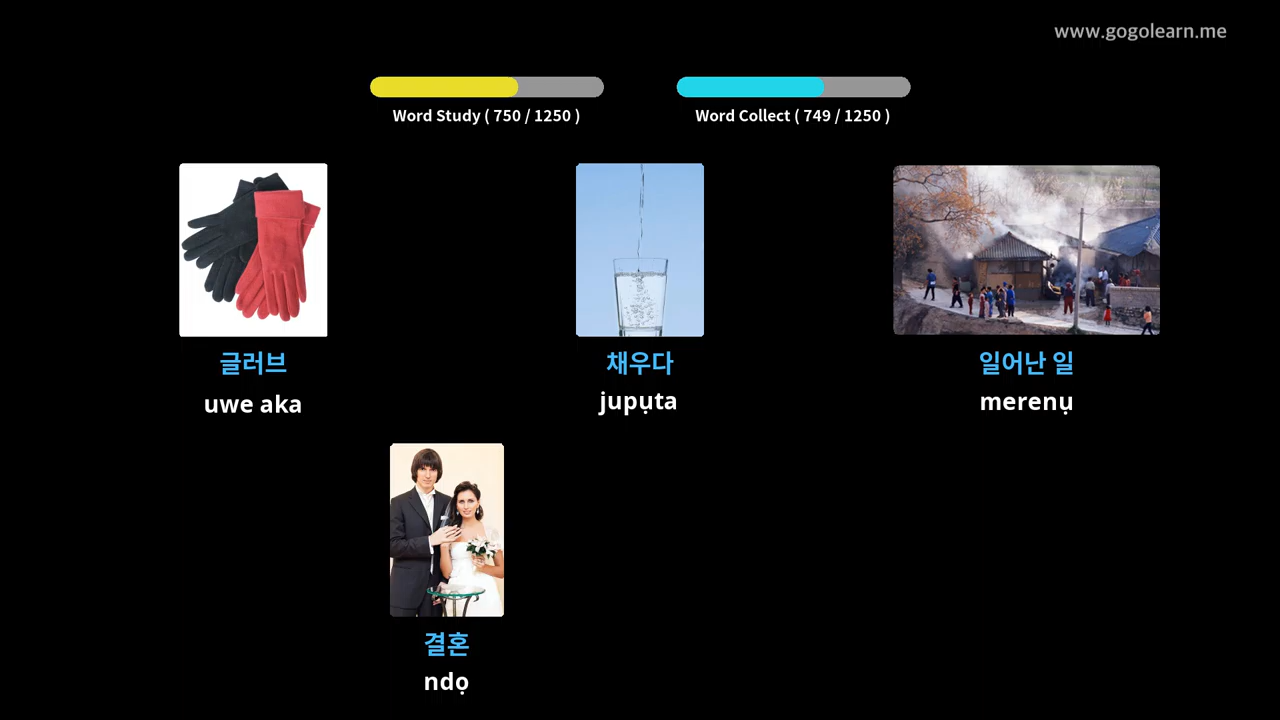 www.gogolearn.me
Word Study ( 750 / 1250 )
Word Collect ( 749 / 1250 )
글러브
uwe aka
채우다
jupụta
일어난 일
merenụ
결혼
ndọ